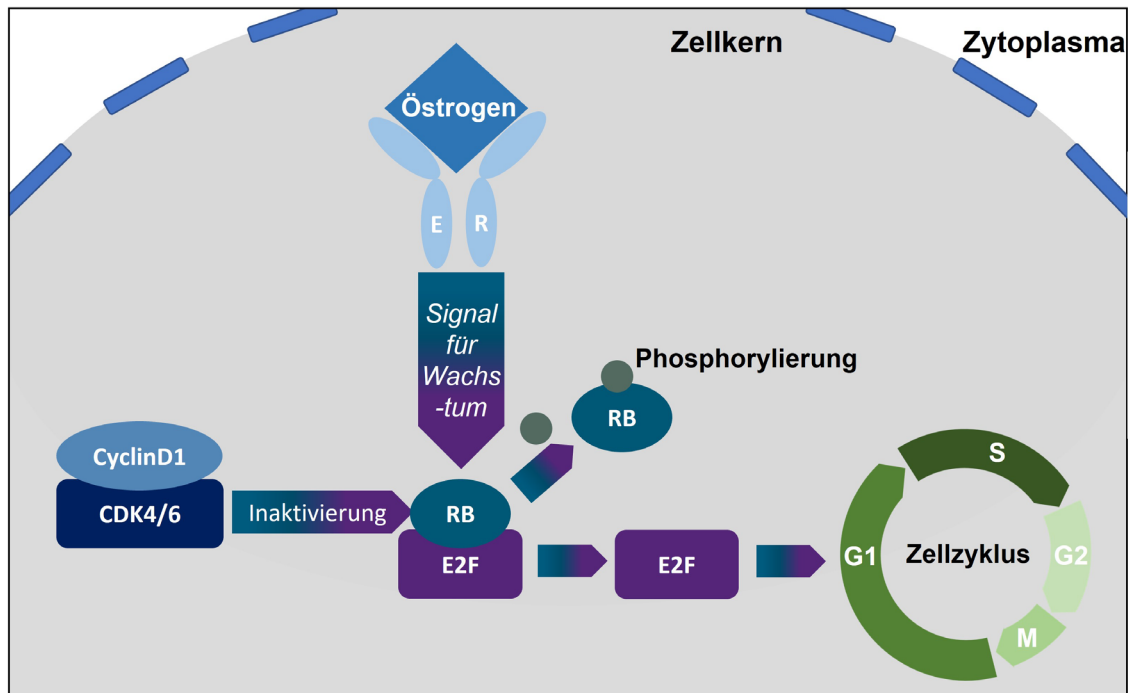 Zellkern
Zytoplasma
Östrogen
E R
Signal
für
Wachs
-tum
Phosphorylierung
RB
CyclinD1
CDK4/6
Inaktivierung
RB
E2F
E2F
S
G1
Zellzyklus
G2
M